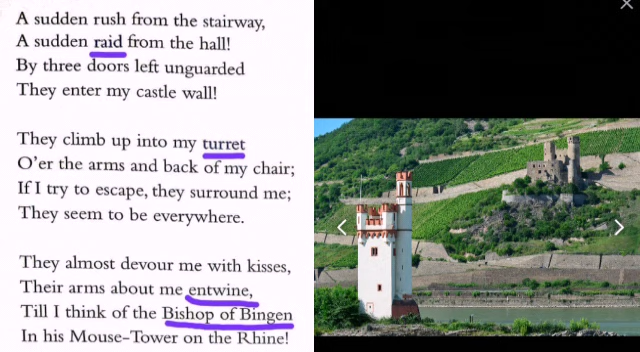 A sudden rush from the stairway,
A sudden raid from the hall!
By three doors left unguarded
They enter my castle wall!
They climb up into my turret
O'er the arms and back of my chair;
If I try to escape, they surround me;
They seem to be everywhere.
They almost devour me with kisses,
Their arms about me entwine,
Till I think of the Bishop of Bingen
In his Mouse-Tower on the Rhine!